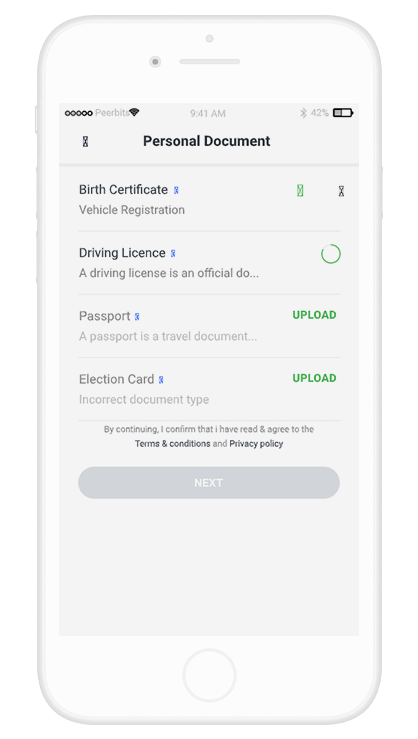 Peerbits 9:41 AM 42%
Personal Document
Birth Certificate
Vehicle Registration
Driving Licence
A driving license is an official do...
Passport UPLOAD
A passport is a travel document...
Election Card UPLOAD
Incorrect document type
By continuing, I confirm that i have read & agree to the
Terms & conditions and Privacy policy
NEXT